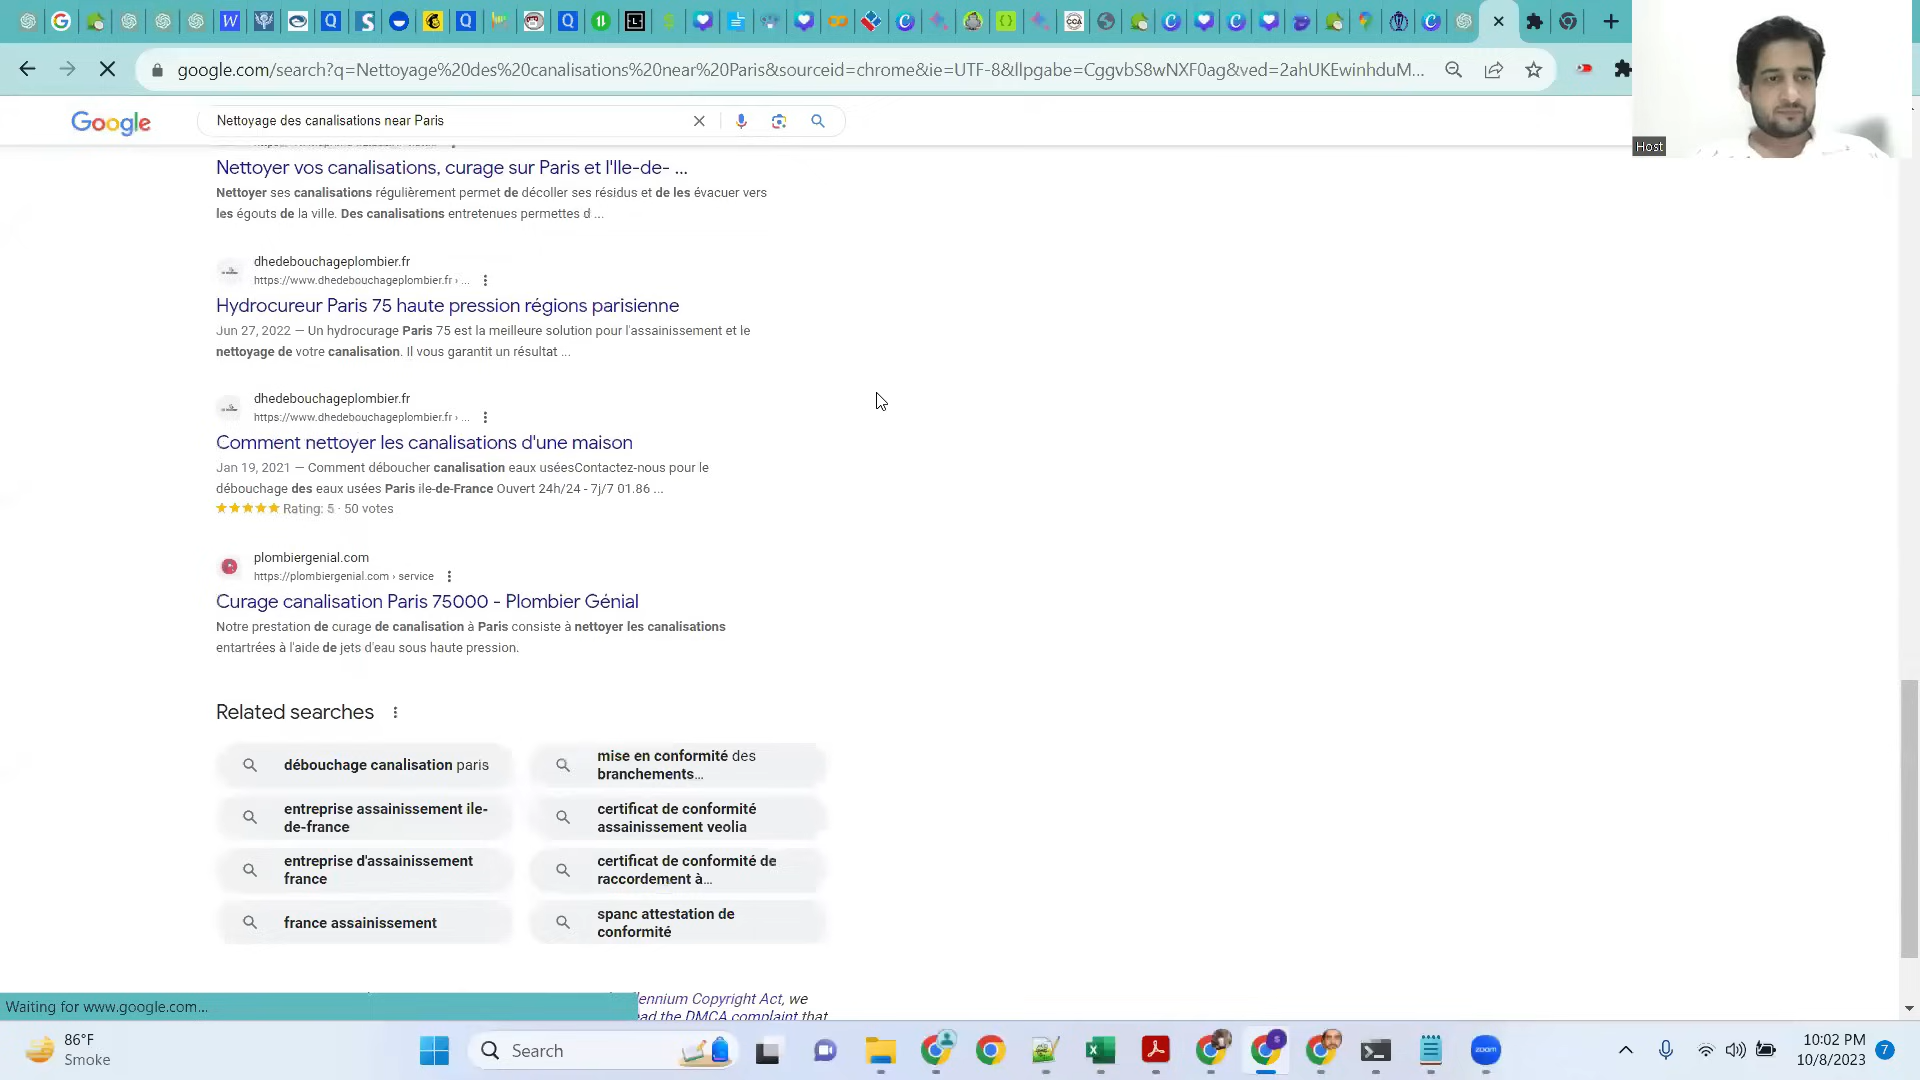 google.com/search?q=Nettoyage%20des%20canalisations%20near%20Paris&sourceid=chrome&ie=UTF-8&llpgabe=CggvbS8wNXF0ag&ved=2ahUKEwinhduM...
Google
Nettoyage des canalisations near Paris
Host
Nettoyer vos canalisations, curage sur Paris et l'Ile-de- ...
Nettoyer ses canalisations régulièrement permet de décoller ses résidus et de les évacuer vers
les égouts de la ville. Des canalisations entretenues permettes d ...
dhedebouchageplombier.fr
https://www.dhedebouchageplombier.fr › ...
Hydrocureur Paris 75 haute pression régions parisienne
Jun 27, 2022 — Un hydrocurage Paris 75 est la meilleure solution pour l'assainissement et le
nettoyage de votre canalisation. Il vous garantit un résultat ...
dhedebouchageplombier.fr
https://www.dhedebouchageplombier.fr › ...
Comment nettoyer les canalisations d'une maison
Jan 19, 2021 — Comment déboucher canalisation eaux uséesContactez-nous pour le
débouchage des eaux usées Paris ile-de-France Ouvert 24h/24 - 7j/7 01.86 ...
Rating: 5 · 50 votes
plombiergenial.com
https://plombiergenial.com › service
Curage canalisation Paris 75000 - Plombier Génial
Notre prestation de curage de canalisation à Paris consiste à nettoyer les canalisations
entartrées à l'aide de jets d'eau sous haute pression.
Related searches
débouchage canalisation paris
mise en conformité des
branchements...
entreprise assainissement ile-
de-france
certificat de conformité
assainissement veolia
entreprise d'assainissement
france
certificat de conformité de
raccordement à...
france assainissement
spanc attestation de
conformité
lennium Copyright Act, we
ead the DMCA complaint that
Waiting for www.google.com...
86°F
Smoke
Search
zoom
10:02 PM
10/8/2023
7